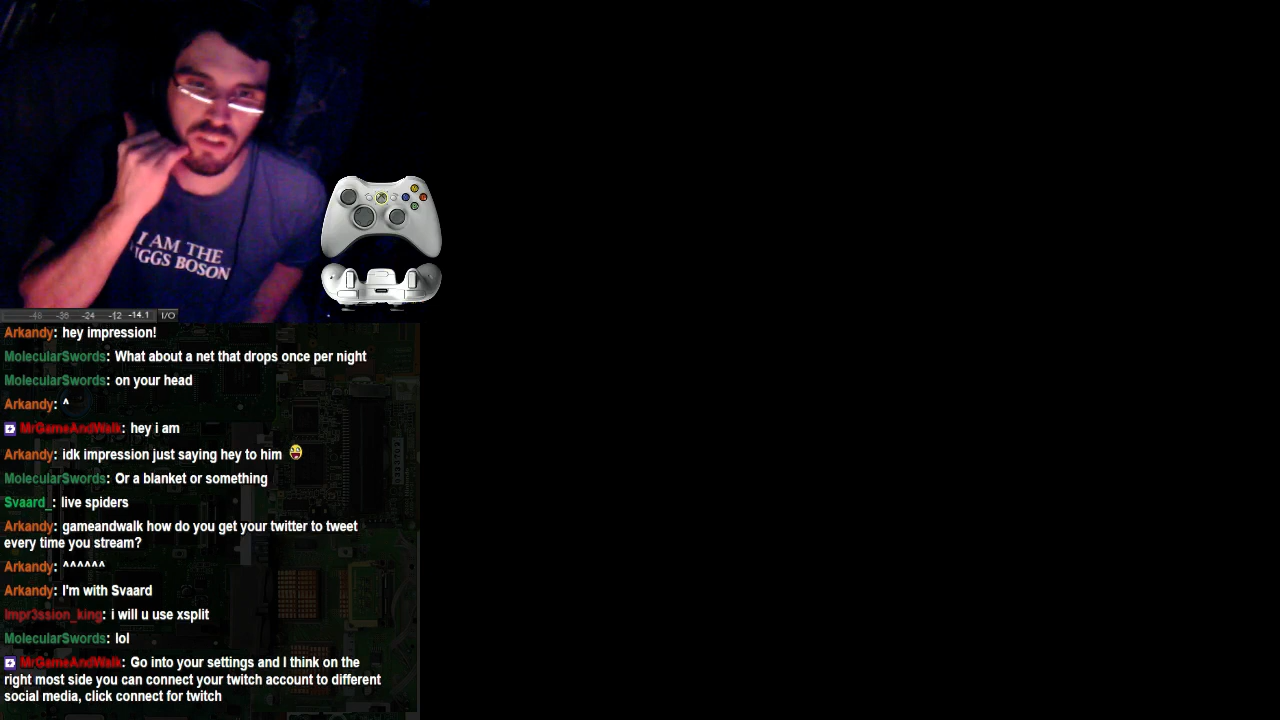 I AM THE
IGGS BOSON
-48 -36 -24 -12 -14.1 I/O
Arkandy: hey impression!
MolecularSwords: What about a net that drops once per night
MolecularSwords: on your head
Arkandy: ^
MrGameAndWalk: hey i am
Arkandy: idk impression just saying hey to him
MolecularSwords: Or a blanket or something
Svaard_: live spiders
Arkandy: gameandwalk how do you get your twitter to tweet
every time you stream?
Arkandy: ^^^^^^
Arkandy: I'm with Svaard
Impr3ssion_king: i will u use xsplit
MolecularSwords: lol
MrGameAndWalk: Go into your settings and I think on the
right most side you can connect your twitch account to different
social media, click connect for twitch